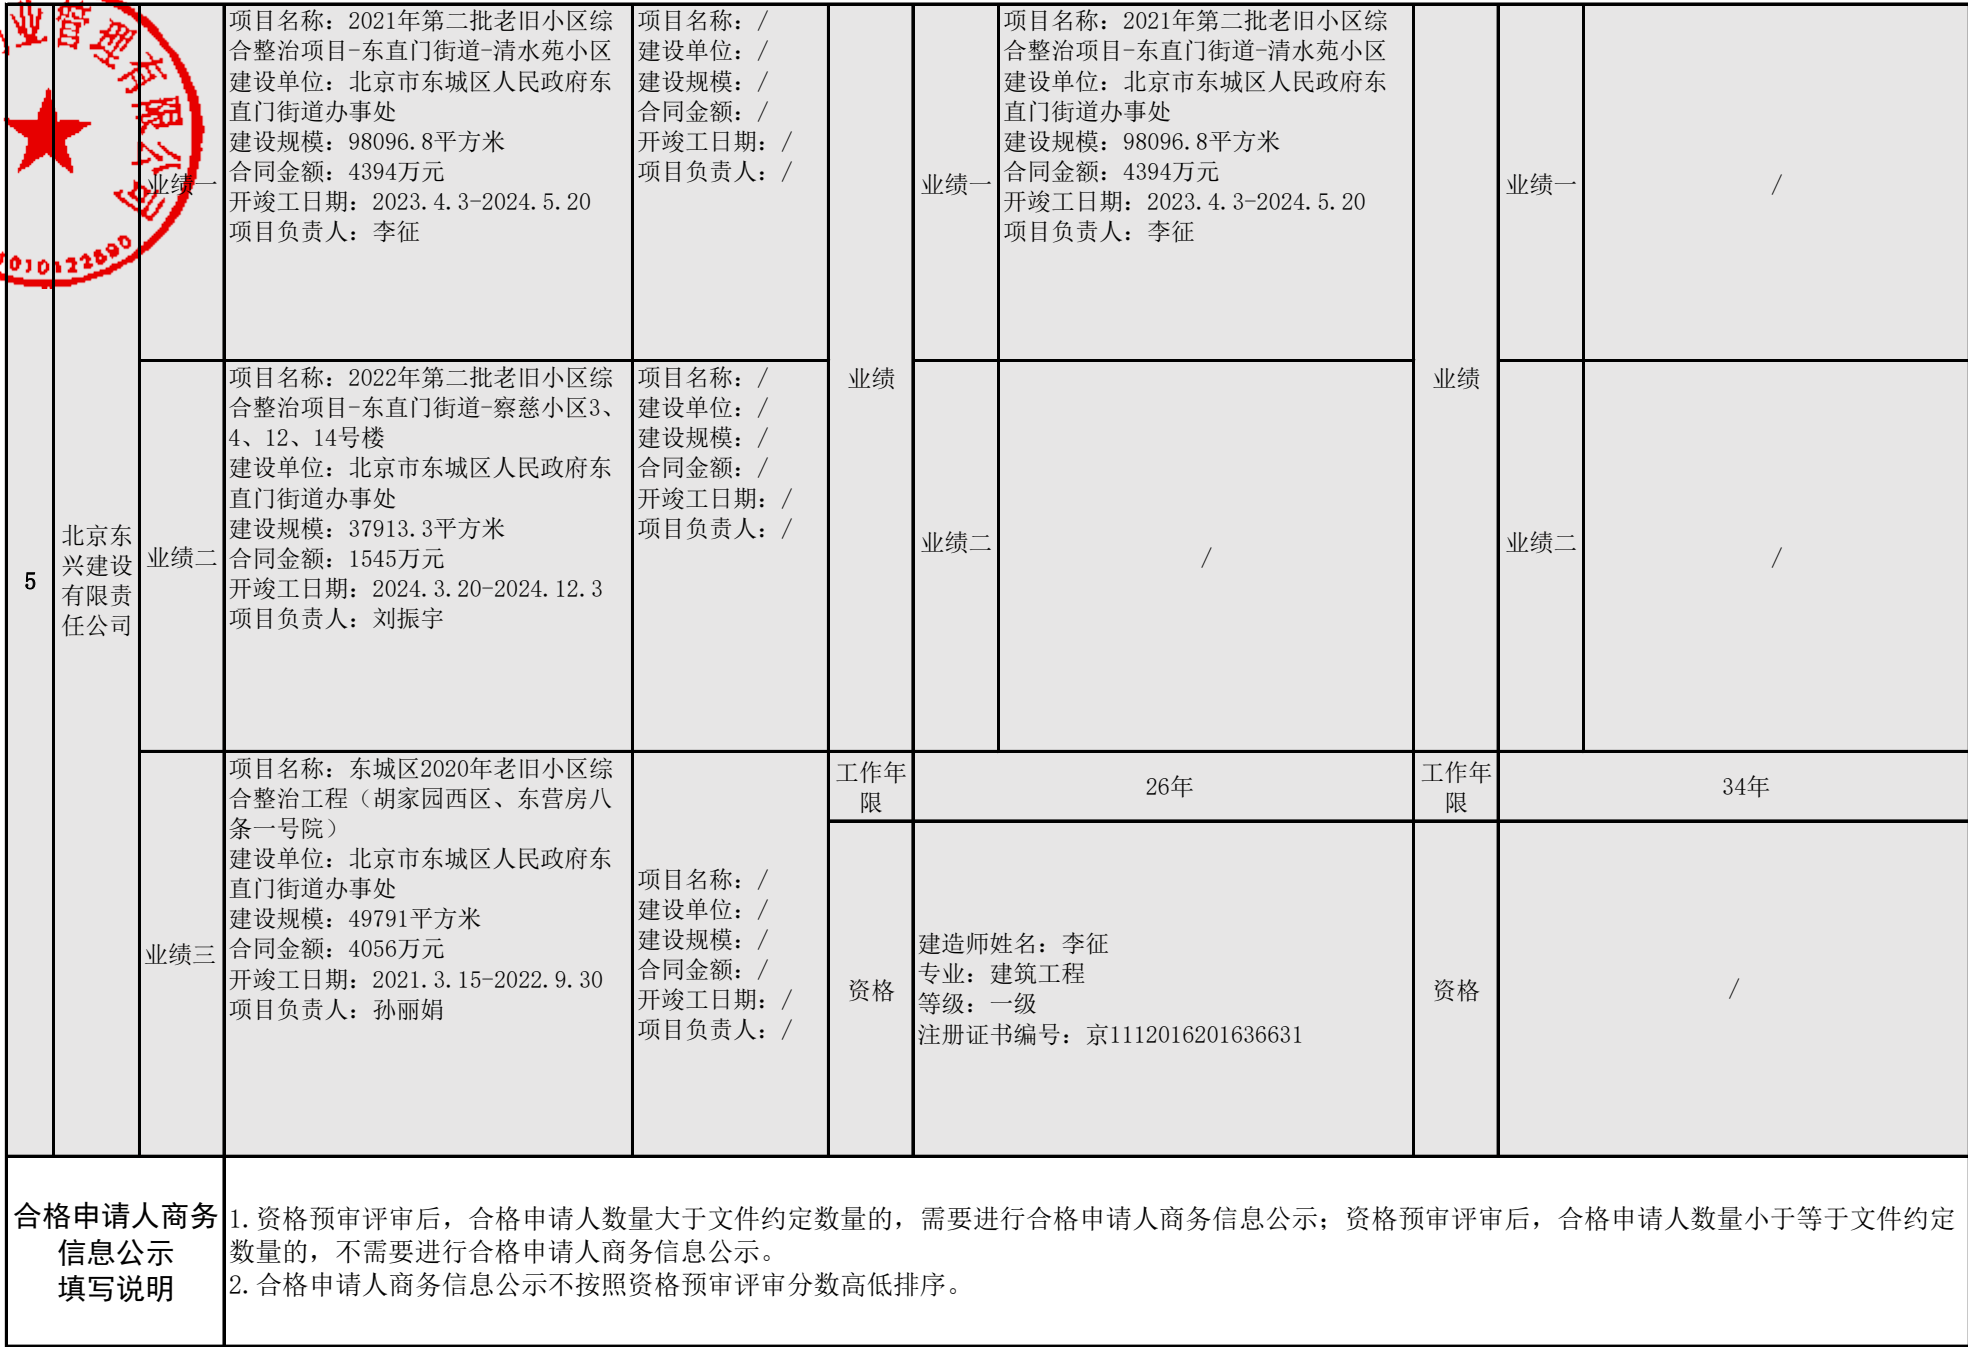 业管理有限公司
010122890
5
北京东
兴建设
有限责
任公司
业绩一
项目名称：2021年第二批老旧小区综
合整治项目-东直门街道-清水苑小区
建设单位：北京市东城区人民政府东
直门街道办事处
建设规模：98096.8平方米
合同金额：4394万元
开竣工日期：2023.4.3-2024.5.20
项目负责人：李征
项目名称：/
建设单位：/
建设规模：/
合同金额：/
开竣工日期：/
项目负责人：/
业绩二
项目名称：2022年第二批老旧小区综
合整治项目-东直门街道-察慈小区3、
4、12、14号楼
建设单位：北京市东城区人民政府东
直门街道办事处
建设规模：37913.3平方米
合同金额：1545万元
开竣工日期：2024.3.20-2024.12.3
项目负责人：刘振宇
项目名称：/
建设单位：/
建设规模：/
合同金额：/
开竣工日期：/
项目负责人：/
业绩三
项目名称：东城区2020年老旧小区综
合整治工程（胡家园西区、东营房八
条一号院）
建设单位：北京市东城区人民政府东
直门街道办事处
建设规模：49791平方米
合同金额：4056万元
开竣工日期：2021.3.15-2022.9.30
项目负责人：孙丽娟
项目名称：/
建设单位：/
建设规模：/
合同金额：/
开竣工日期：/
项目负责人：/
业绩
业绩一
项目名称：2021年第二批老旧小区综
合整治项目-东直门街道-清水苑小区
建设单位：北京市东城区人民政府东
直门街道办事处
建设规模：98096.8平方米
合同金额：4394万元
开竣工日期：2023.4.3-2024.5.20
项目负责人：李征
业绩二
/
工作年
限
26年
资格
建造师姓名：李征
专业：建筑工程
等级：一级
注册证书编号：京1112016201636631
业绩
业绩一
/
业绩二
/
工作年
限
34年
资格
/
合格申请人商务
信息公示
填写说明
1.资格预审评审后，合格申请人数量大于文件约定数量的，需要进行合格申请人商务信息公示；资格预审评审后，合格申请人数量小于等于文件约定
数量的，不需要进行合格申请人商务信息公示。
2.合格申请人商务信息公示不按照资格预审评审分数高低排序。